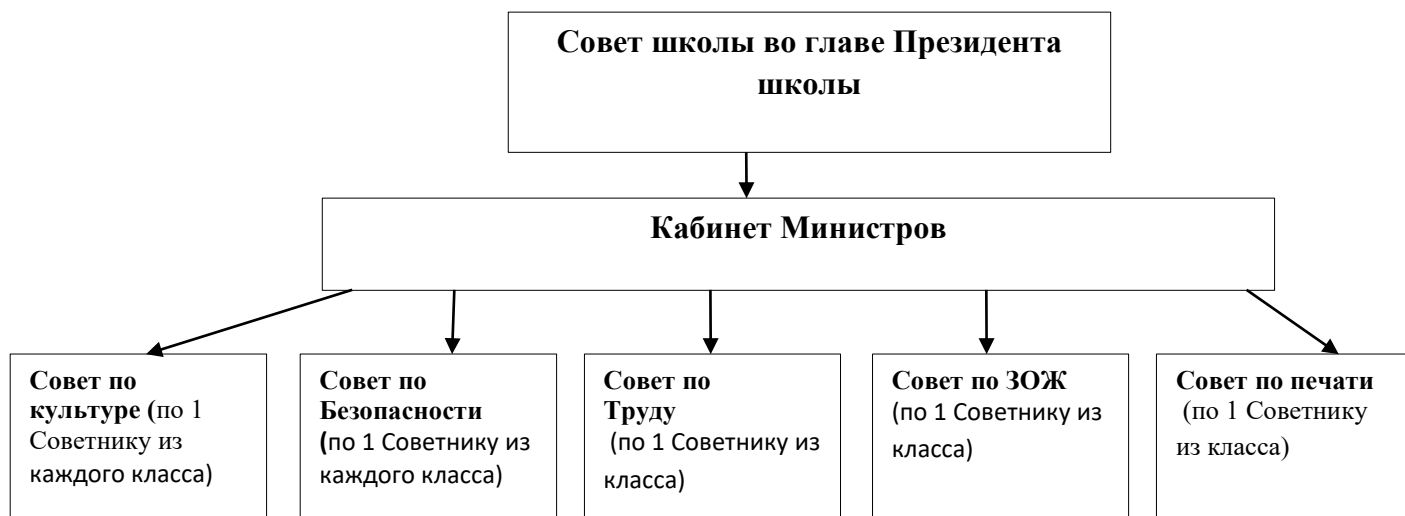 Совет школы во главе Президента
школы
Кабинет Министров
Совет по
культуре (по 1
Советнику из
каждого класса)
Совет по
Безопасности
(по 1 Советнику из
каждого класса)
Совет по
Труду
(по 1 Советнику из
класса)
Совет по ЗОЖ
(по 1 Советнику из
класса)
Совет по печати
(по 1 Советнику
из класса)